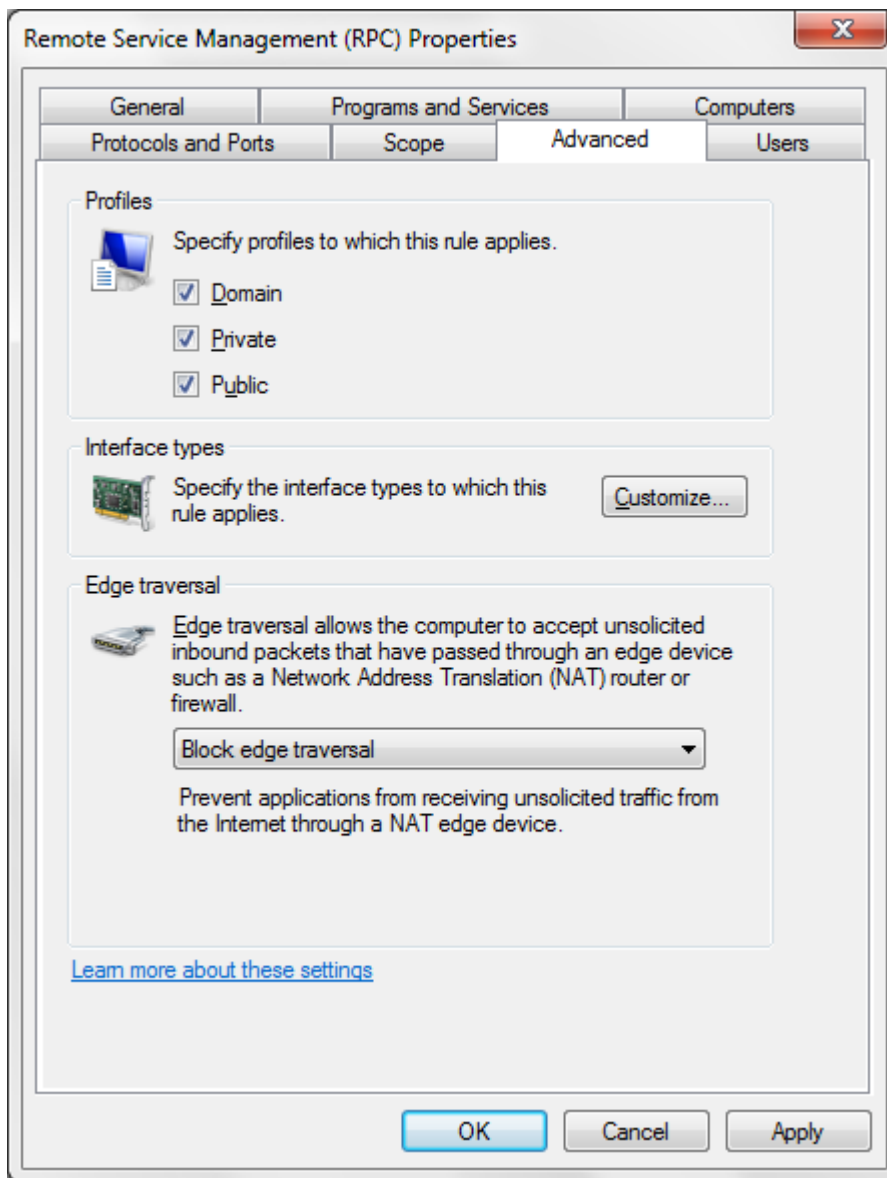 Remote Service Management (RPC) Properties
General Programs and Services Computers
Protocols and Ports Scope Advanced Users
Profiles
Specify profiles to which this rule applies.
Domain
Private
Public
Interface types
Specify the interface types to which this
rule applies.
Customize...
Edge traversal
Edge traversal allows the computer to accept unsolicited
inbound packets that have passed through an edge device
such as a Network Address Translation (NAT) router or
firewall.
Block edge traversal
Prevent applications from receiving unsolicited traffic from
the Internet through a NAT edge device.
Learn more about these settings
OK Cancel Apply